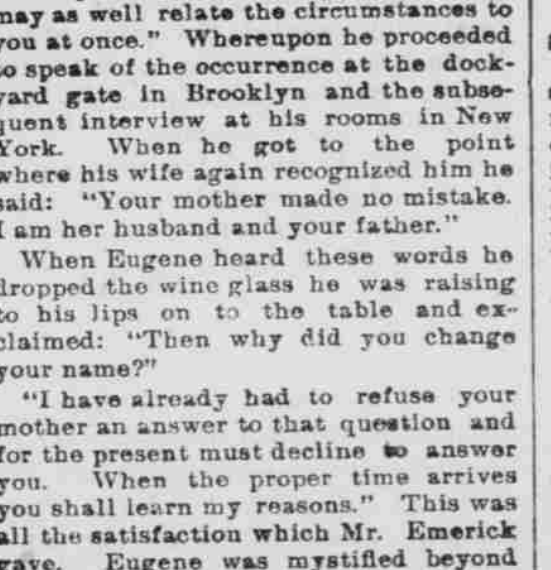 may as well relate the circumstances to
you at once." Whereupon he proceeded
to speak of the occurrence at the dock-
yard gate in Brooklyn and the subse-
quent interview at his rooms in New
York. When he got to the point
where his wife again recognized him he
said: "Your mother made no mistake.
I am her husband and your father."
When Eugene heard these words he
dropped the wine glass he was raising
to his lips on to the table and ex-
claimed: "Then why did you change
your name?"
"I have already had to refuse your
mother an answer to that question and
for the present must decline to answer
you. When the proper time arrives
you shall learn my reasons." This was
all the satisfaction which Mr. Emerick
gave. Eugene was mystified beyond